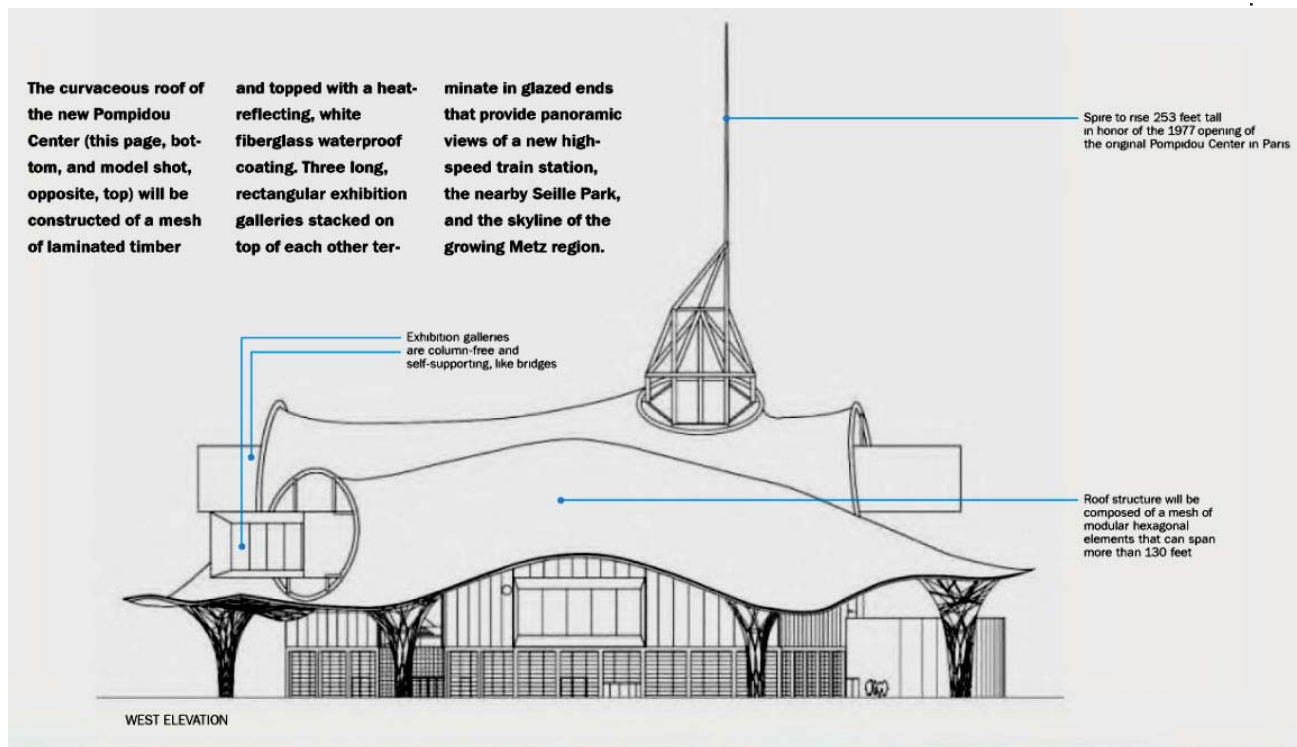 The curvaceous roof of
the new Pompidou
Center (this page, bot-
tom, and model shot,
opposite, top) will be
constructed of a mesh
of laminated timber
and topped with a heat-
reflecting, white
fiberglass waterproof
coating. Three long,
rectangular exhibition
galleries stacked on
top of each other ter-
minate in glazed ends
that provide panoramic
views of a new high-
speed train station,
the nearby Seille Park,
and the skyline of the
growing Metz region.
Spire to rise 253 feet tall
in honor of the 1977 opening of
the original Pompidou Center in Paris
Exhibition galleries
are column-free and
self-supporting, like bridges
Roof structure will be
composed of a mesh of
modular hexagonal
elements that can span
more than 130 feet
WEST ELEVATION